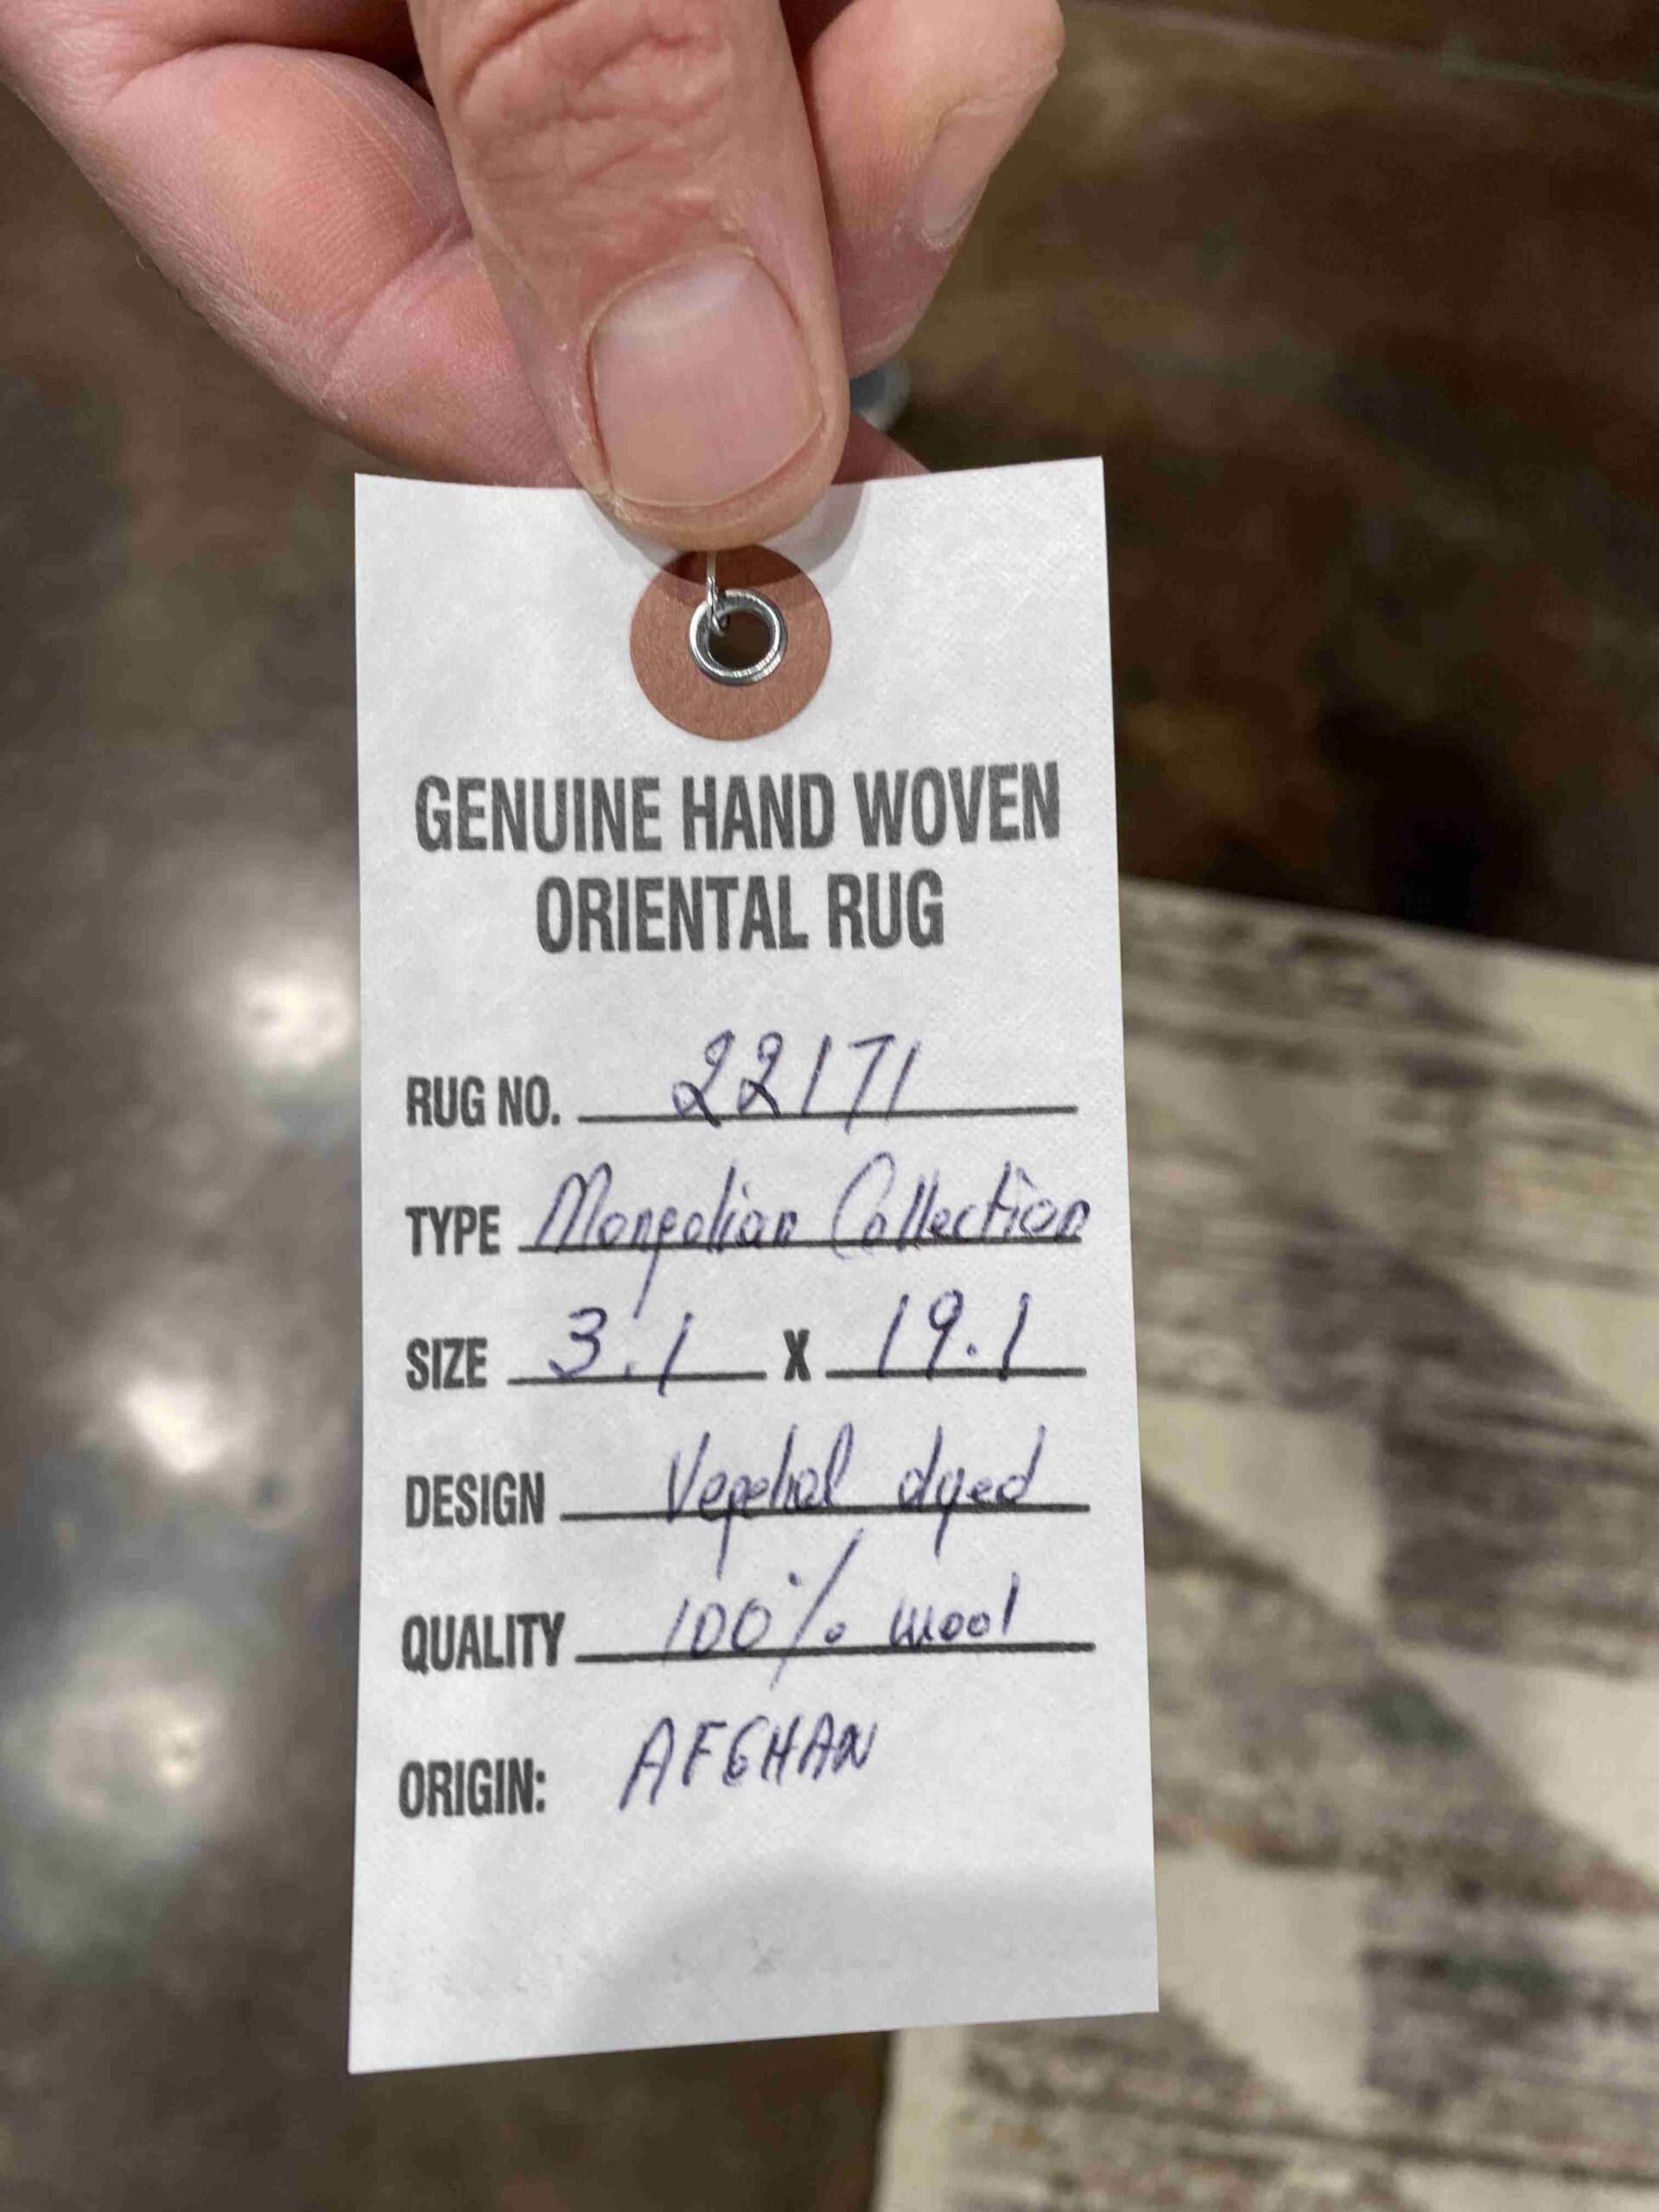 GENUINE HAND WOVEN
ORIENTAL RUG
RUG NO. 22171
TYPE Mongolian Collection
SIZE 3.1 X 19.1
DESIGN Vegetal dyed
QUALITY 100% wool
ORIGIN: AFGHAN